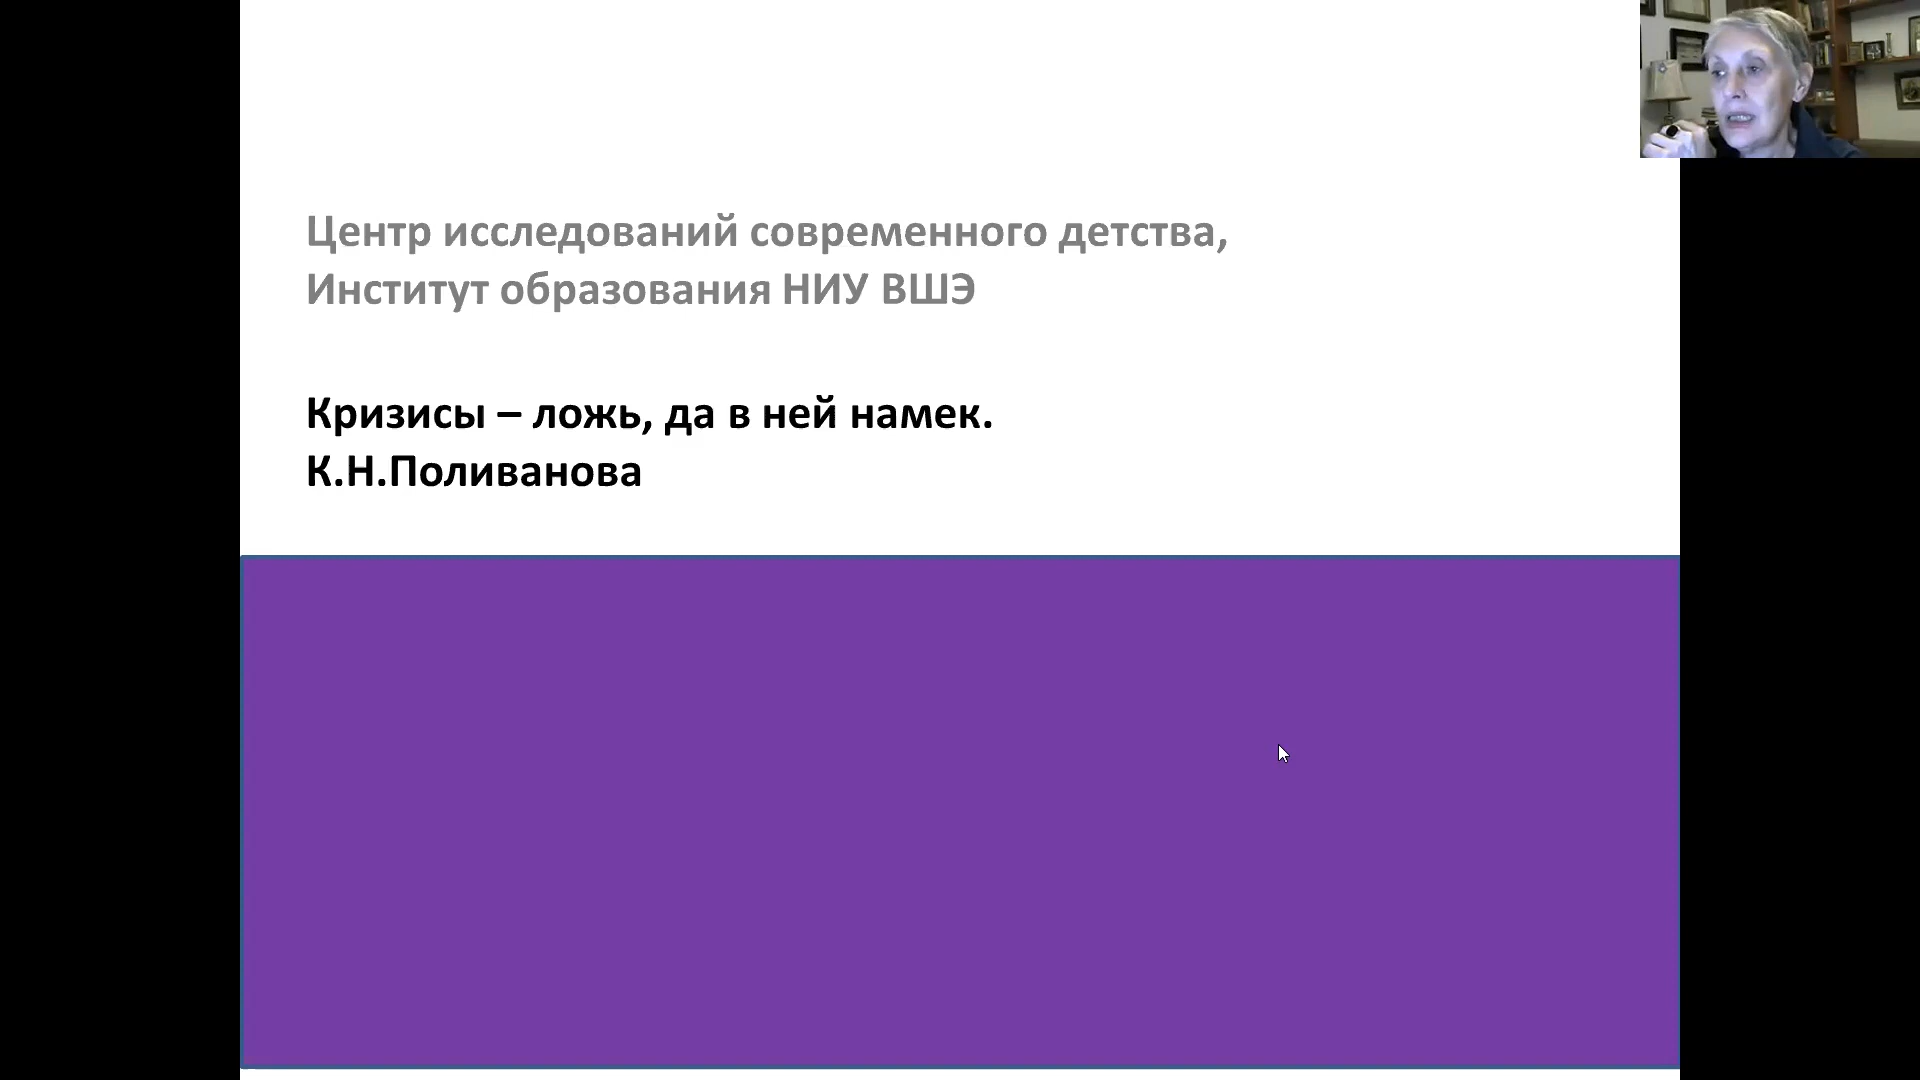 Центр исследований современного детства,
Институт образования НИУ ВШЭ
Кризисы – ложь, да в ней намек.
К.Н.Поливанова